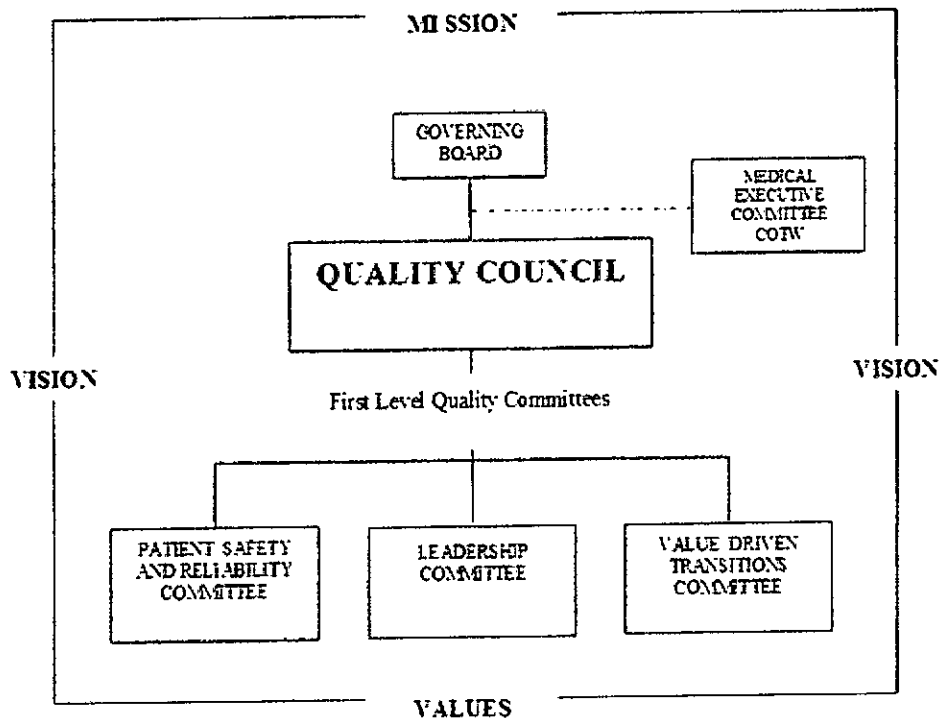 MISSION
GOVERNING
BOARD
MEDICAL
EXECUTIVE
COMMITTEE
COTW
QUALITY COUNCIL
VISION
VISION
First Level Quality Committees
PATIENT SAFETY
AND RELIABILITY
COMMITTEE
LEADERSHIP
COMMITTEE
VALUE DRIVEN
TRANSITIONS
COMMITTEE
VALUES